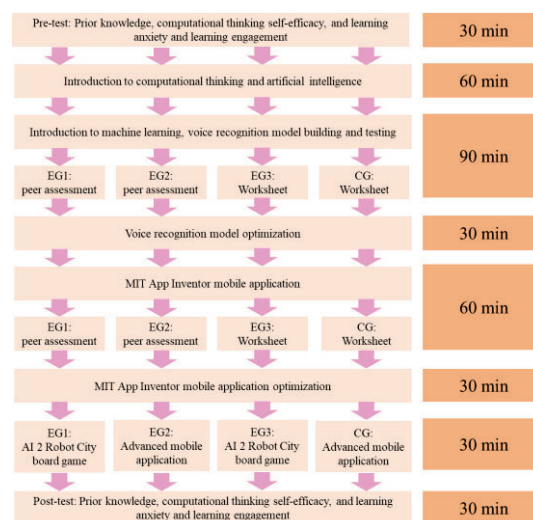 Pre-test: Prior knowledge, computational thinking self-efficacy, and learning
anxiety and learning engagement
30 min
Introduction to computational thinking and artificial intelligence
60 min
Introduction to machine learning, voice recognition model building and testing
90 min
EG1:
peer assessment
EG2:
peer assessment
EG3:
Worksheet
CG:
Worksheet
Voice recognition model optimization
30 min
MIT App Inventor mobile application
60 min
EG1:
peer assessment
EG2:
peer assessment
EG3:
Worksheet
CG:
Worksheet
MIT App Inventor mobile application optimization
30 min
EG1:
AI 2 Robot City
board game
EG2:
Advanced mobile
application
EG3:
AI 2 Robot City
board game
CG:
Advanced mobile
application
30 min
Post-test: Prior knowledge, computational thinking self-efficacy, and learning
anxiety and learning engagement
30 min